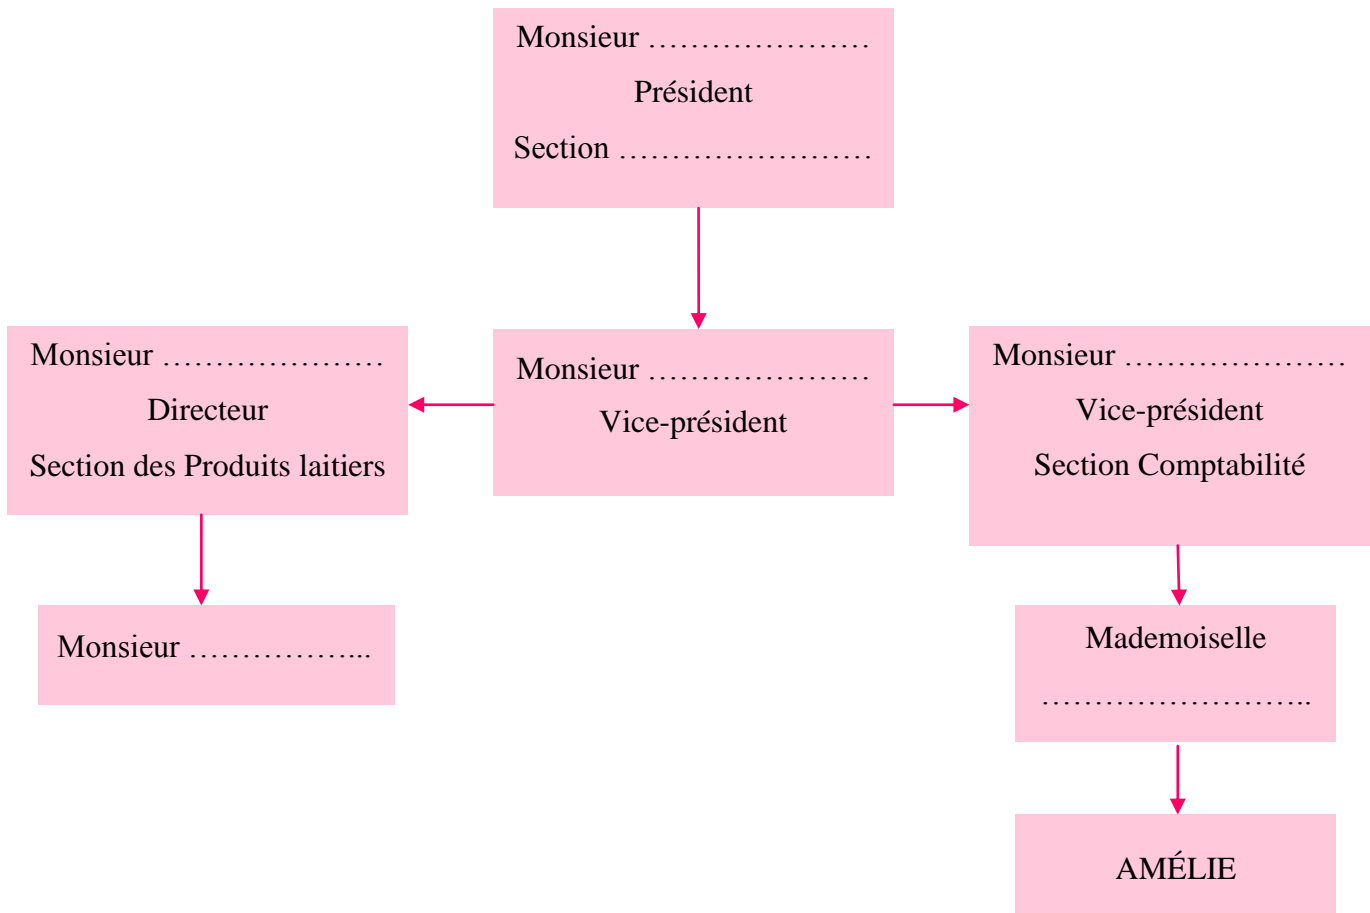 Monsieur …………………
Président
Section ……………………
Monsieur …………………
Directeur
Section des Produits laitiers
Monsieur …………………
Vice-président
Monsieur …………………
Vice-président
Section Comptabilité
Monsieur ……………...
Mademoiselle
……………………..
AMÉLIE